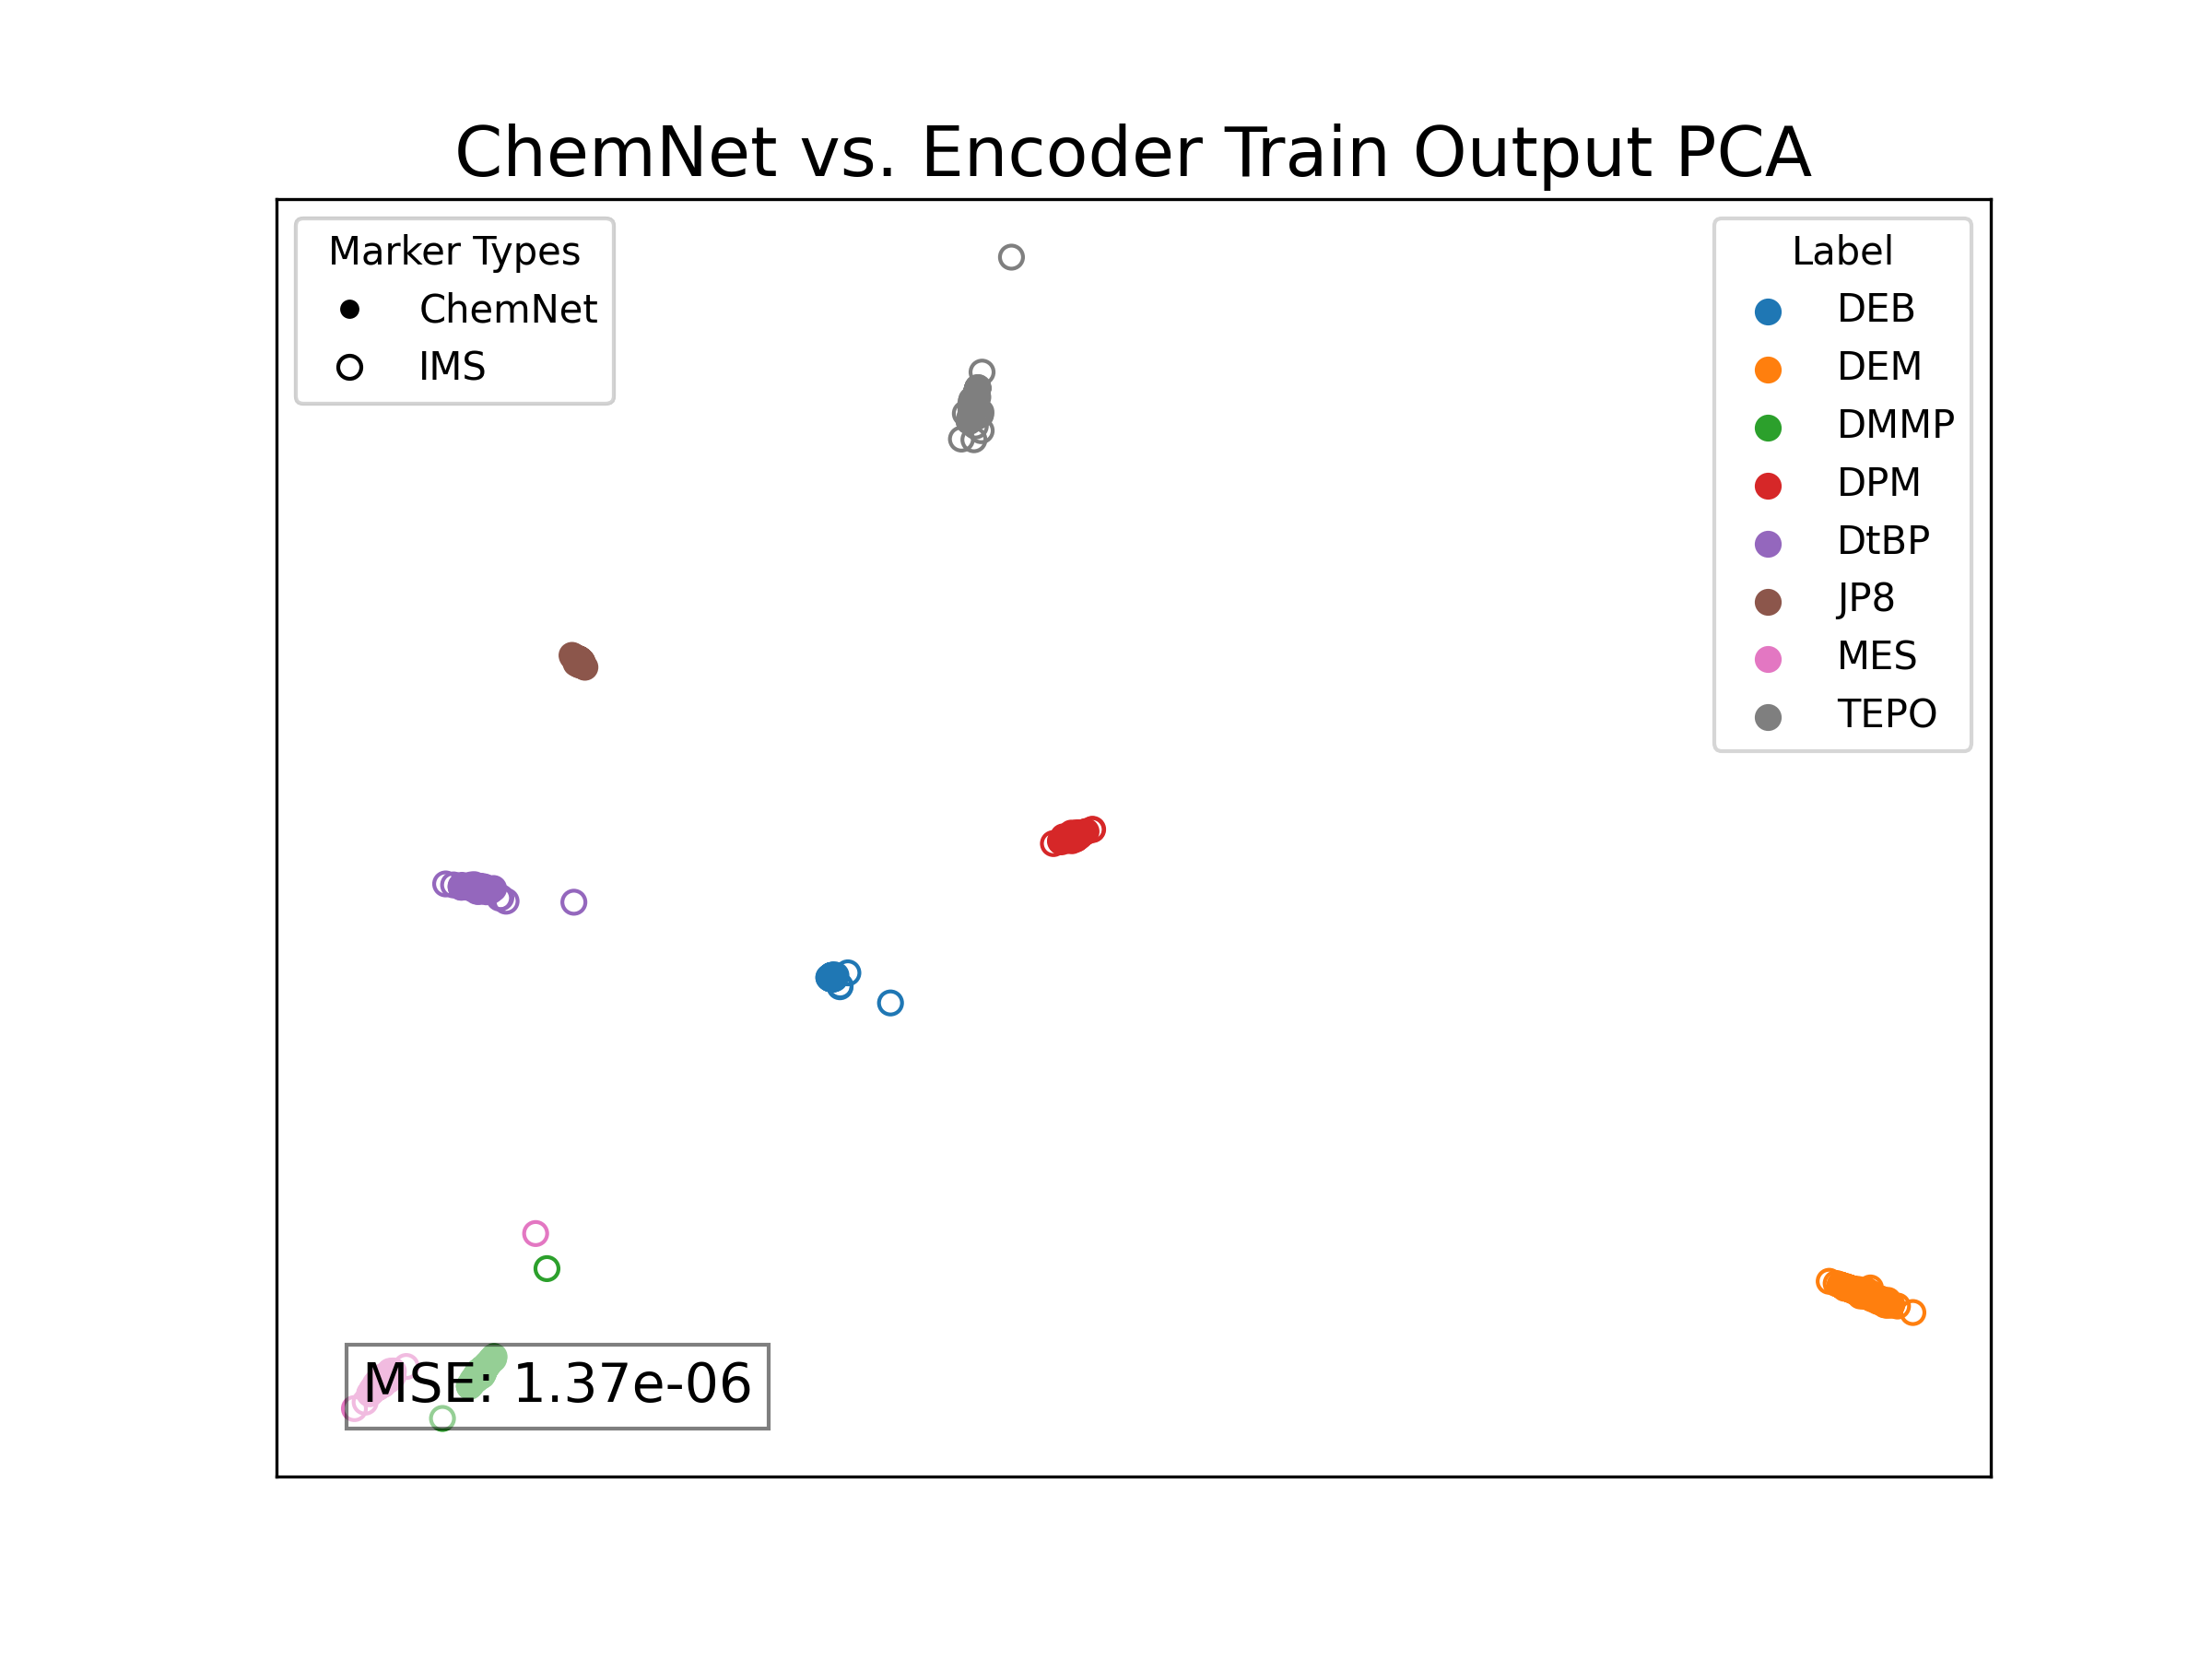 ChemNet vs. Encoder Train Output PCA
Marker Types
ChemNet
IMS
Label
DEB
DEM
DMMP
DPM
DtBP
JP8
MES
TEPO
MSE: 1.37e-06